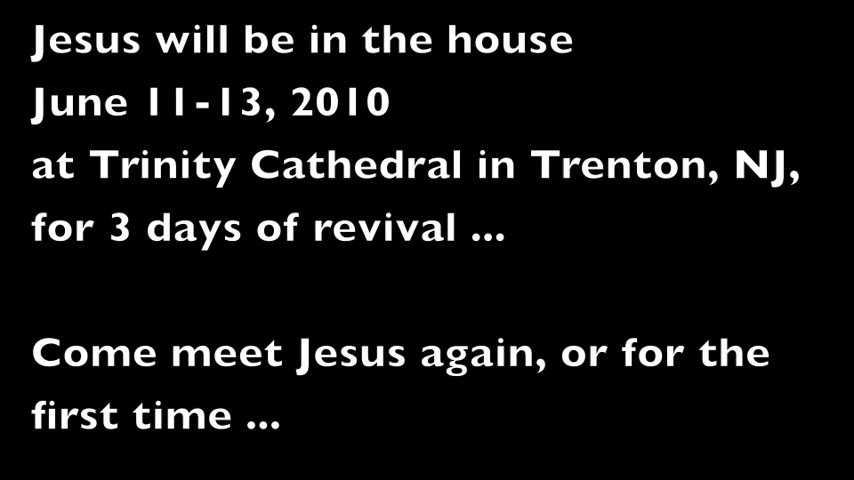 Jesus will be in the house
June 11-13, 2010
at Trinity Cathedral in Trenton, NJ,
for 3 days of revival ...
Come meet Jesus again, or for the
first time ...